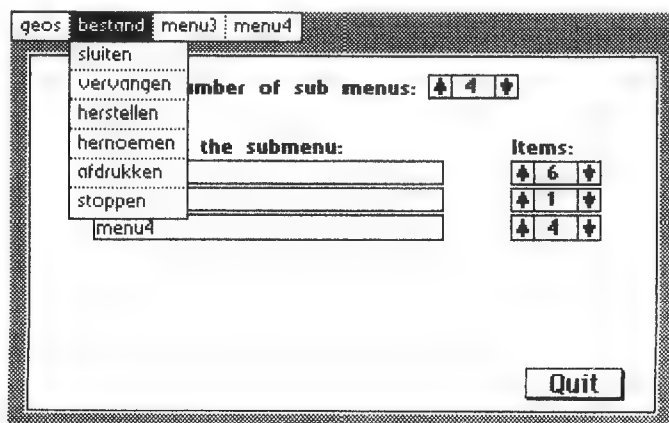 geos bestand menu3 menu4
sluiten
vervangen
herstellen
hernoemen
afdrukken
stoppen
mber of sub menus: 4
the submenu: Items:
6
1
menu4 4
Quit